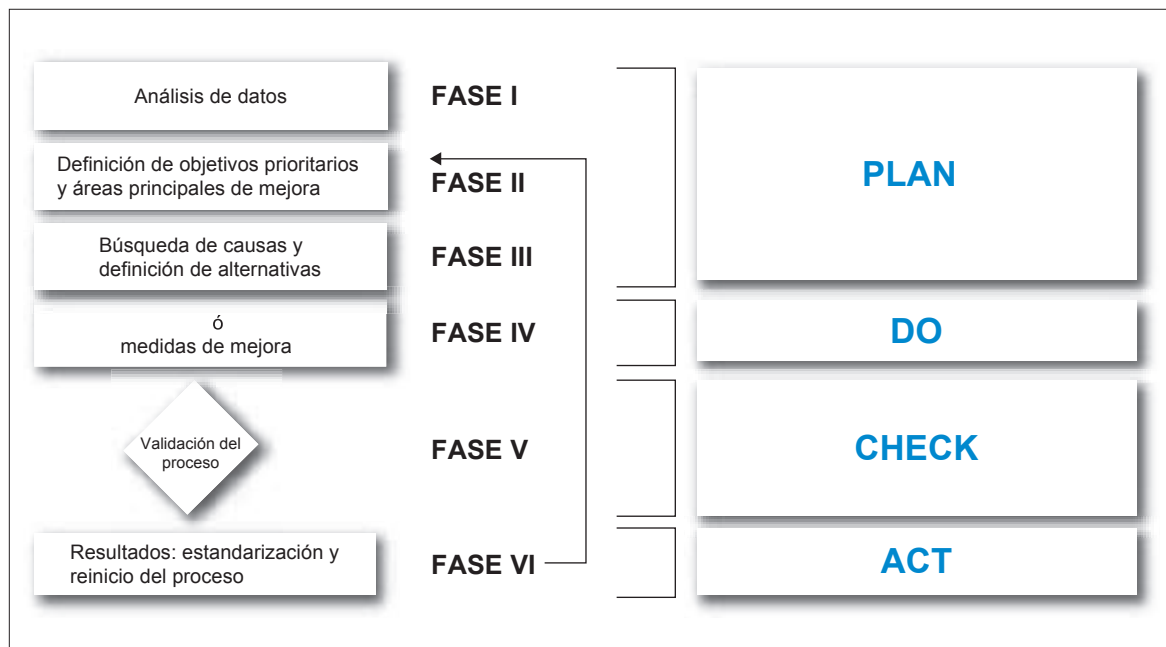 Análisis de datos
FASE I
Definición de objetivos prioritarios
y áreas principales de mejora
FASE II
PLAN
Búsqueda de causas y
definición de alternativas
FASE III
ó
medidas de mejora
FASE IV
DO
Validación del
proceso
FASE V
CHECK
Resultados: estandarización y
reinicio del proceso
FASE VI
ACT